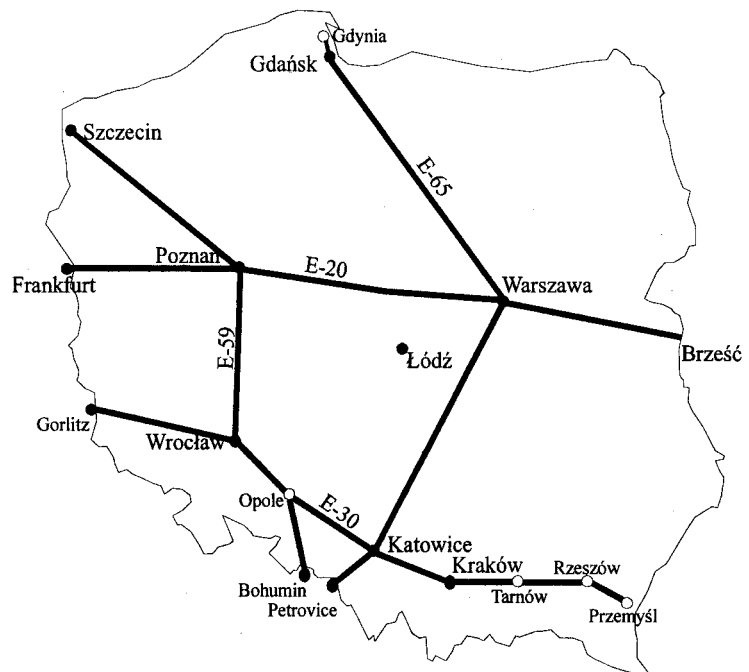 Gdynia
Gdańsk
Szczecin
E-65
Poznan
E-20
Frankfurt
Warszawa
E-59
Łódź
Brześć
Gorlitz
Wrocław
Opole
E-30
Katowice
Kraków
Rzeszów
Bohumin
Tarnów
Petrovice
Przemyśl